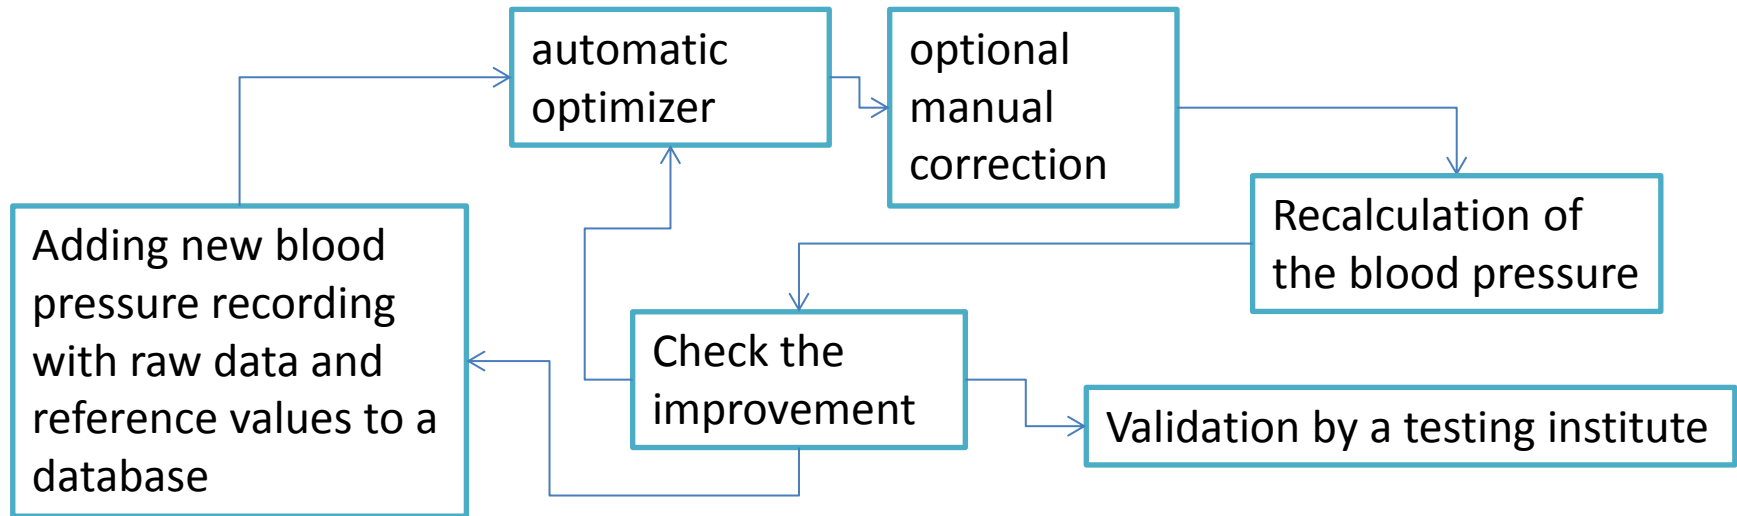 automatic
optimizer
optional
manual
correction
Recalculation of
the blood pressure
Adding new blood
pressure recording
with raw data and
reference values to a
database
Check the
improvement
Validation by a testing institute